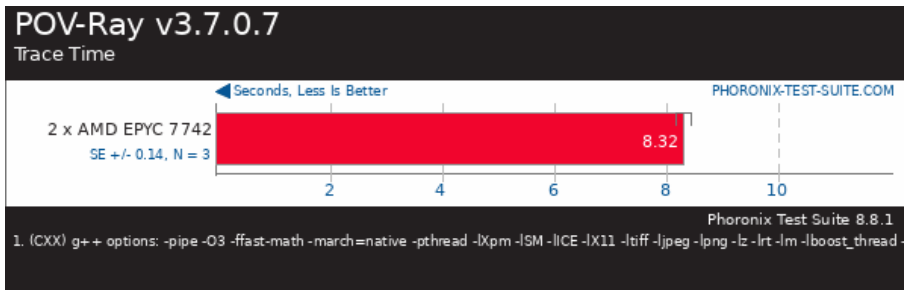 POV-Ray v3.7.0.7
Trace Time
Seconds, Less Is Better PHORONIX-TEST-SUITE.COM
2 x AMD EPYC 7742
8.32
SE +/- 0.14, N = 3
2 4 6 8 10
Phoronix Test Suite 8.8.1
1. (CXX) g++ options: -pipe -O3 -ffast-math -march=native -pthread -lXpm -lSM -lICE -lX11 -ltiff -ljpeg -lpng -lz -lrt -lm -lboost_thread -